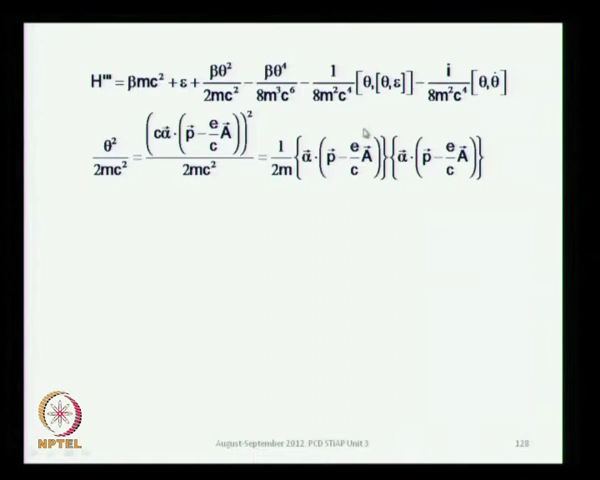 H''' = βmc² + ε + βθ²/2mc² − βθ⁴/8m³c⁶ − 1/8m²c⁴ [θ,[θ,ε]] − i/8m²c⁴ [θ,θ̇]
θ²/2mc² = (cα⃗·(p⃗ − e/c A⃗))²/2mc² = 1/2m {α⃗·(p⃗ − e/c A⃗)}{α⃗·(p⃗ − e/c A⃗)}
NPTEL
August-September 2012 PCD STiAP Unit 3
128